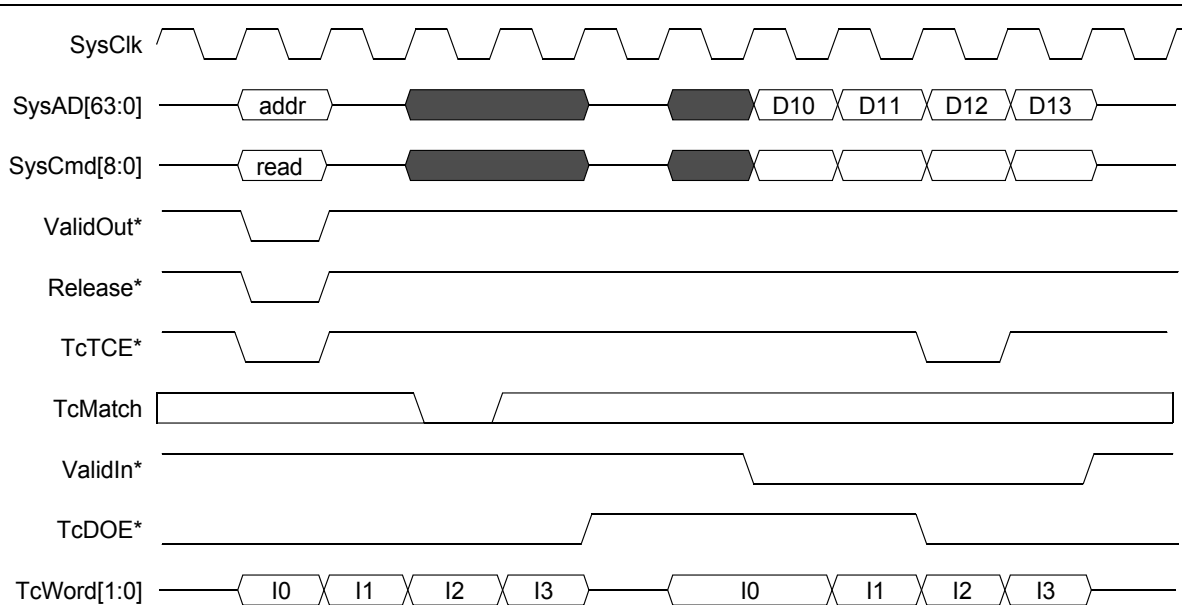 SysClk
SysAD[63:0] addr D10 D11 D12 D13
SysCmd[8:0] read
ValidOut*
Release*
TcTCE*
TcMatch
ValidIn*
TcDOE*
TcWord[1:0] I0 I1 I2 I3 I0 I1 I2 I3